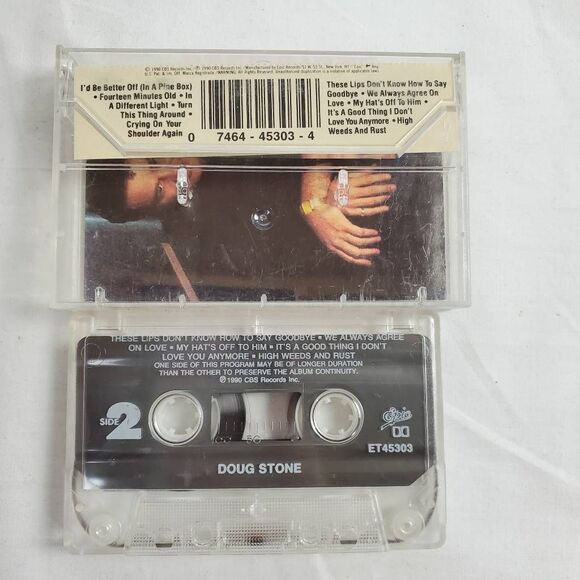 I'd Be Better Off (In A Pine Box)
• Fourteen Minutes Old • In
A Different Light • Turn
This Thing Around •
Crying On Your
Shoulder Again
0 7464 - 45303 - 4
These Lips Don't Know How To Say
Goodbye • We Always Agree On
Love • My Hat's Off To Him •
It's A Good Thing I Don't
Love You Anymore • High
Weeds And Rust
THESE LIPS DON'T KNOW HOW TO SAY GOODBYE • WE ALWAYS AGREE
ON LOVE • MY HAT'S OFF TO HIM • IT'S A GOOD THING I DON'T
LOVE YOU ANYMORE • HIGH WEEDS AND RUST
ONE SIDE OF THIS PROGRAM MAY BE OF LONGER DURATION
THAN THE OTHER TO PRESERVE THE ALBUM CONTINUITY.
℗ 1990 CBS Records Inc.
SIDE 2
Epic
ET45303
50
DOUG STONE